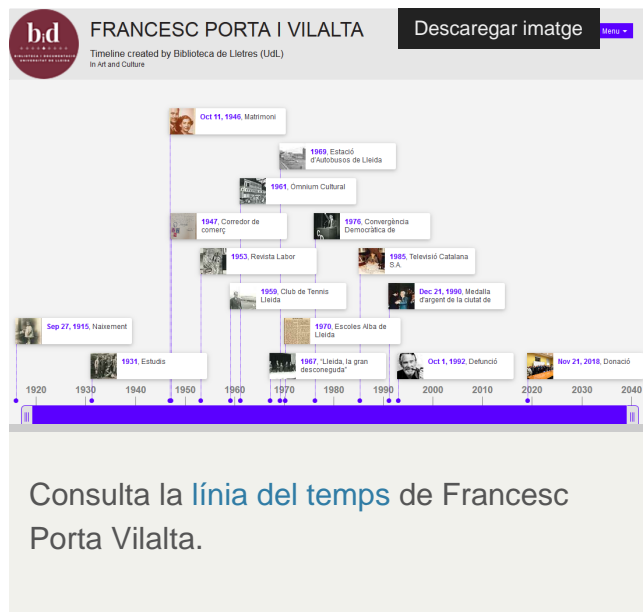 bid
BIBLIOTECA I DOCUMENTACIÓ
UNIVERSITAT DE LLEIDA
FRANCESC PORTA I VILALTA
Timeline created by Biblioteca de Lletres (UdL)
In Art and Culture
Descaregar imatge
Menu
Oct 11, 1946, Matrimoni
1969, Estació
d'Autobusos de Lleida
1961, Òmnium Cultural
1947, Corredor de
comerç
1976, Convergència
Democràtica de
1953, Revista Labor
1985, Televisió Catalana
S.A.
1959, Club de Tennis
Lleida
Dec 21, 1990, Medalla
d'argent de la ciutat de
Sep 27, 1915, Naixement
1970, Escoles Alba de
Lleida
1931, Estudis
1967, "Lleida, la gran
desconeguda"
Oct 1, 1992, Defunció
Nov 21, 2018, Donació
1920 1930 1940 1950 1960 1970 1980 1990 2000 2010 2020 2030 2040
Consulta la línia del temps de Francesc
Porta Vilalta.